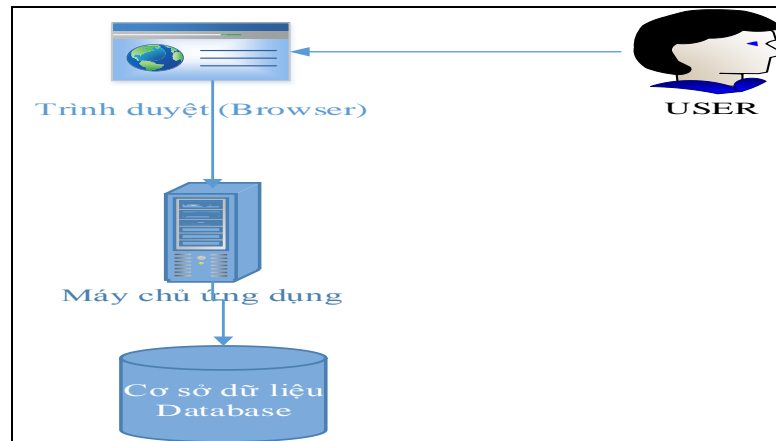 Trình duyệt (Browser)
USER
Máy chủ ứng dụng
Cơ sở dữ liệu
Database